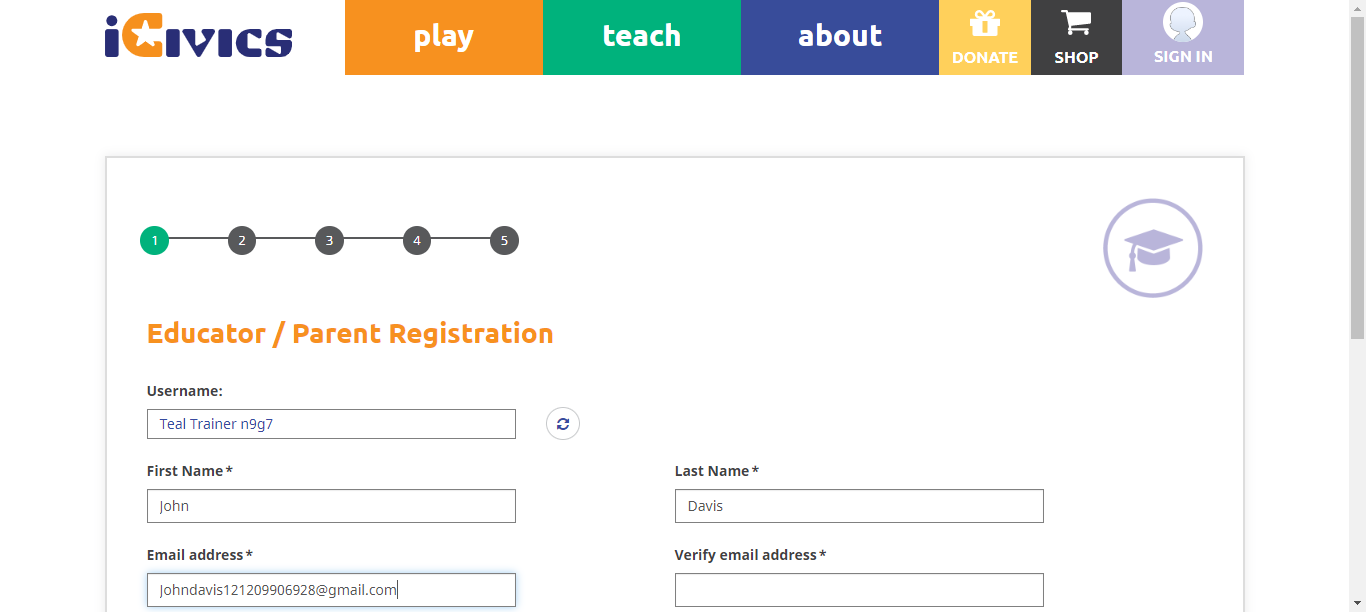 iCivics
play
teach
about
DONATE
SHOP
SIGN IN
1 2 3 4 5
Educator / Parent Registration
Username:
Teal Trainer n9g7
First Name* Last Name*
John Davis
Email address* Verify email address*
Johndavis121209906928@gmail.com